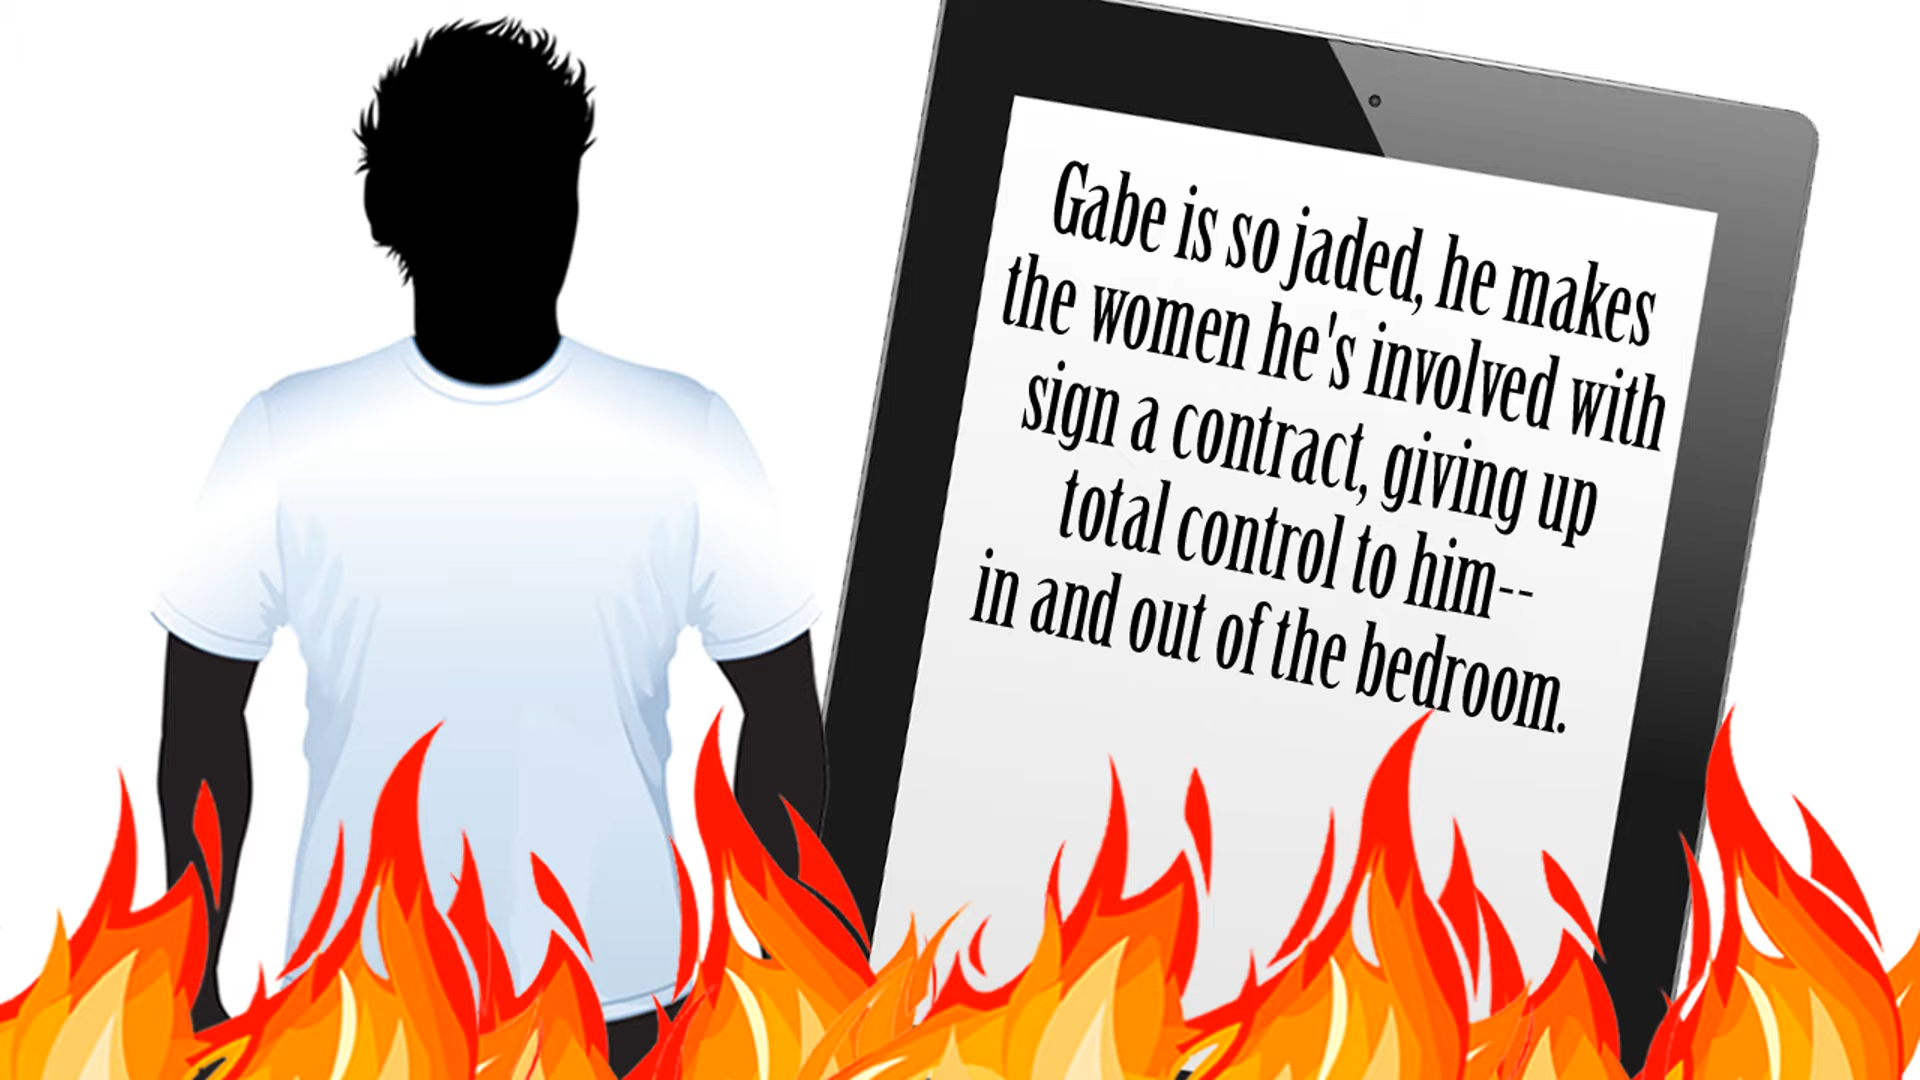 Gabe is so jaded, he makes
the women he's involved with
sign a contract, giving up
total control to him--
in and out of the bedroom.